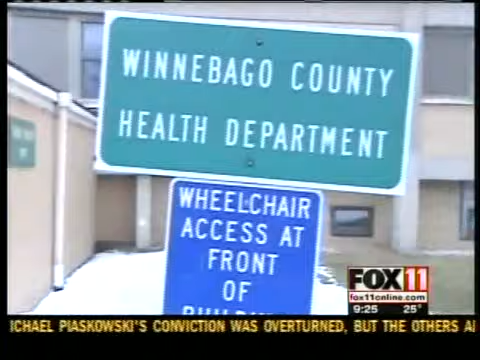 WINNEBAGO COUNTY
HEALTH DEPARTMENT
WHEELCHAIR
ACCESS AT
FRONT
OF
BUILDING
FOX 11
fox11online.com
9:25 25°
ICHAEL PIASKOWSKI'S CONVICTION WAS OVERTURNED, BUT THE OTHERS A